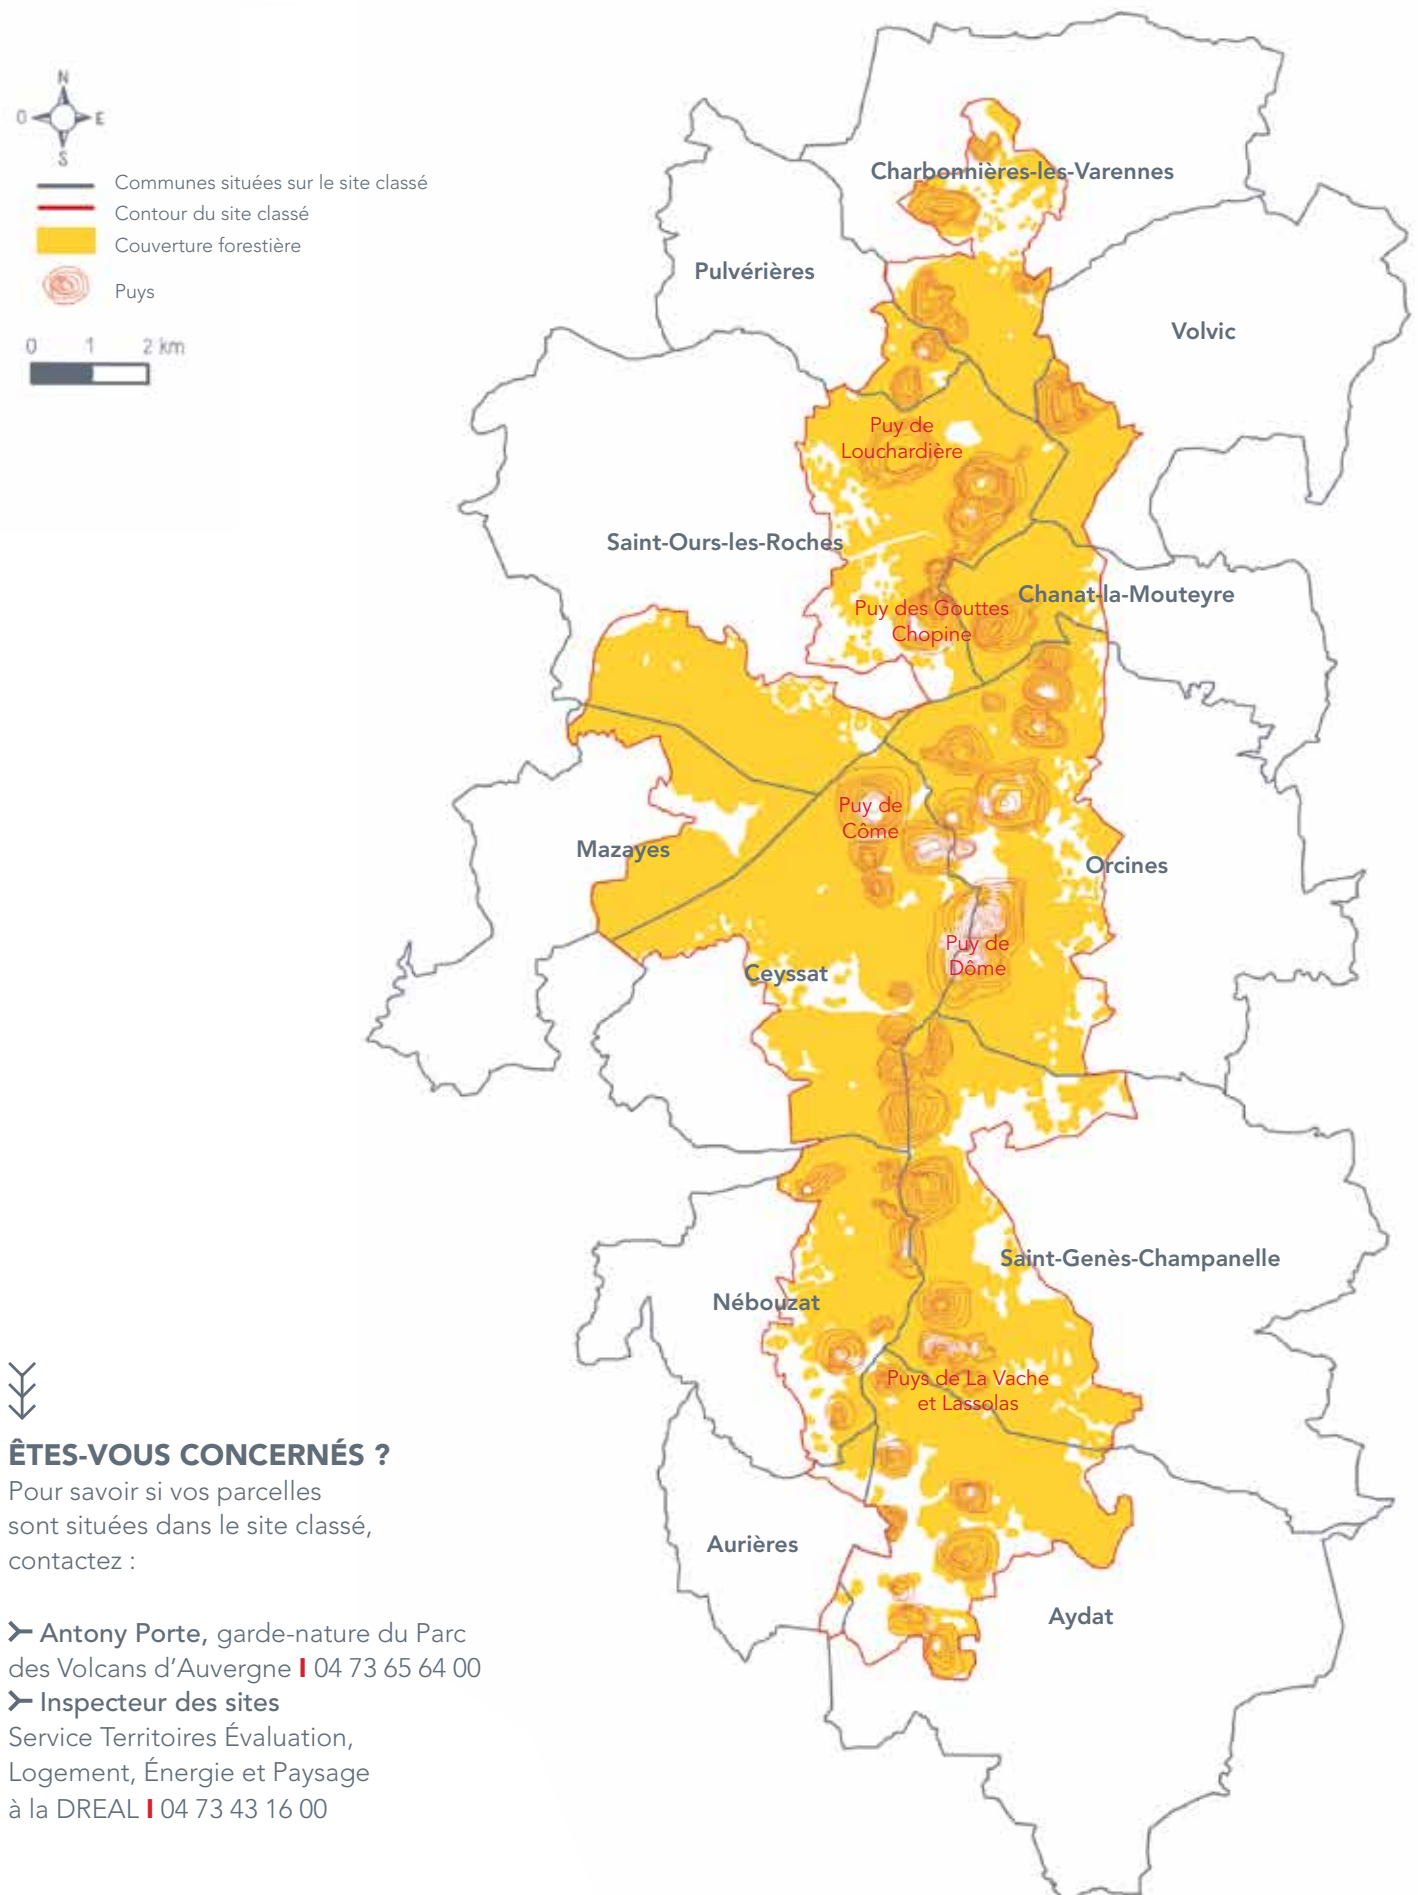 N
O
E
S
Communes situées sur le site classé
Contour du site classé
Couverture forestière
Puys
0 1 2 km
Charbonnières-lès-Varennes
Pulvérières
Volvic
Puy de
Louchardière
Saint-Ours-les-Roches
Chanat-la-Mouteyre
Puy des Gouttes
Chopine
Puy de
Côme
Mazayes
Orcines
Puy de
Dôme
Ceyssat
Saint-Genès-Champanelle
Nébouzat
Puys de La Vache
et Lassolas
Aurières
Aydat
ÊTES-VOUS CONCERNÉS ?
Pour savoir si vos parcelles
sont situées dans le site classé,
contactez :
Antony Porte, garde-nature du Parc
des Volcans d’Auvergne I 04 73 65 64 00
Inspecteur des sites
Service Territoires Évaluation,
Logement, Énergie et Paysage
à la DREAL I 04 73 43 16 00